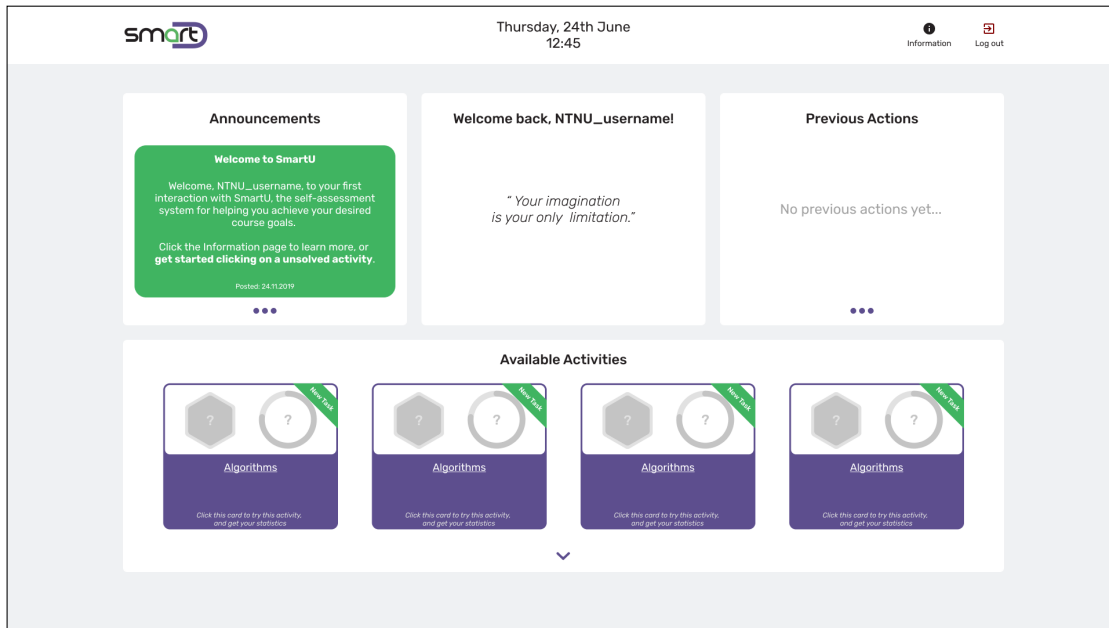 smart
Thursday, 24th June
12:45
Information
Log out
Announcements
Welcome to SmartU
Welcome, NTNU_username, to your first
interaction with SmartU, the self-assessment
system for helping you achieve your desired
course goals.
Click the Information page to learn more, or
get started clicking on a unsolved activity.
Posted: 24.11.2019
Welcome back, NTNU_username!
“ Your imagination
is your only limitation.”
Previous Actions
No previous actions yet...
Available Activities
?
?
New Task
Algorithms
Click this card to try this activity,
and get your statistics
?
?
New Task
Algorithms
Click this card to try this activity,
and get your statistics
?
?
New Task
Algorithms
Click this card to try this activity,
and get your statistics
?
?
New Task
Algorithms
Click this card to try this activity,
and get your statistics